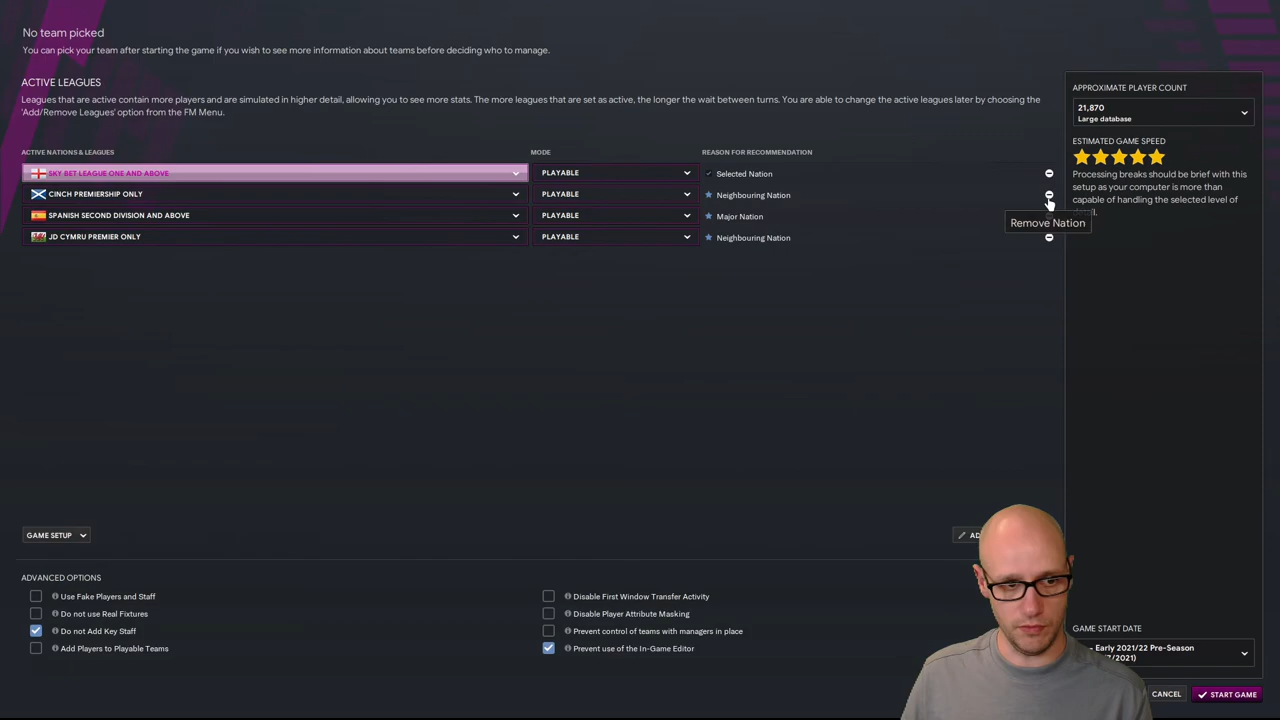 No team picked
You can pick your team after starting the game if you wish to see more information about teams before deciding who to manage.
ACTIVE LEAGUES
Leagues that are active contain more players and are simulated in higher detail, allowing you to see more stats. The more leagues that are set as active, the longer the wait between turns. You are able to change the active leagues later by choosing the
'Add/Remove Leagues' option from the FM Menu.
ACTIVE NATIONS & LEAGUES MODE REASON FOR RECOMMENDATION
SKY BET LEAGUE ONE AND ABOVE PLAYABLE Selected Nation
CINCH PREMIERSHIP ONLY PLAYABLE Neighbouring Nation
SPANISH SECOND DIVISION AND ABOVE PLAYABLE Major Nation
JD CYMRU PREMIER ONLY PLAYABLE Neighbouring Nation
Remove Nation
APPROXIMATE PLAYER COUNT
21,870
Large database
ESTIMATED GAME SPEED
Processing breaks should be brief with this
setup as your computer is more than
capable of handling the selected level of
GAME SETUP
ADVANCED OPTIONS
Use Fake Players and Staff
Do not use Real Fixtures
Do not Add Key Staff
Add Players to Playable Teams
Disable First Window Transfer Activity
Disable Player Attribute Masking
Prevent control of teams with managers in place
Prevent use of the In-Game Editor
GAME START DATE
- Early 2021/22 Pre-Season
/2021)
CANCEL
START GAME